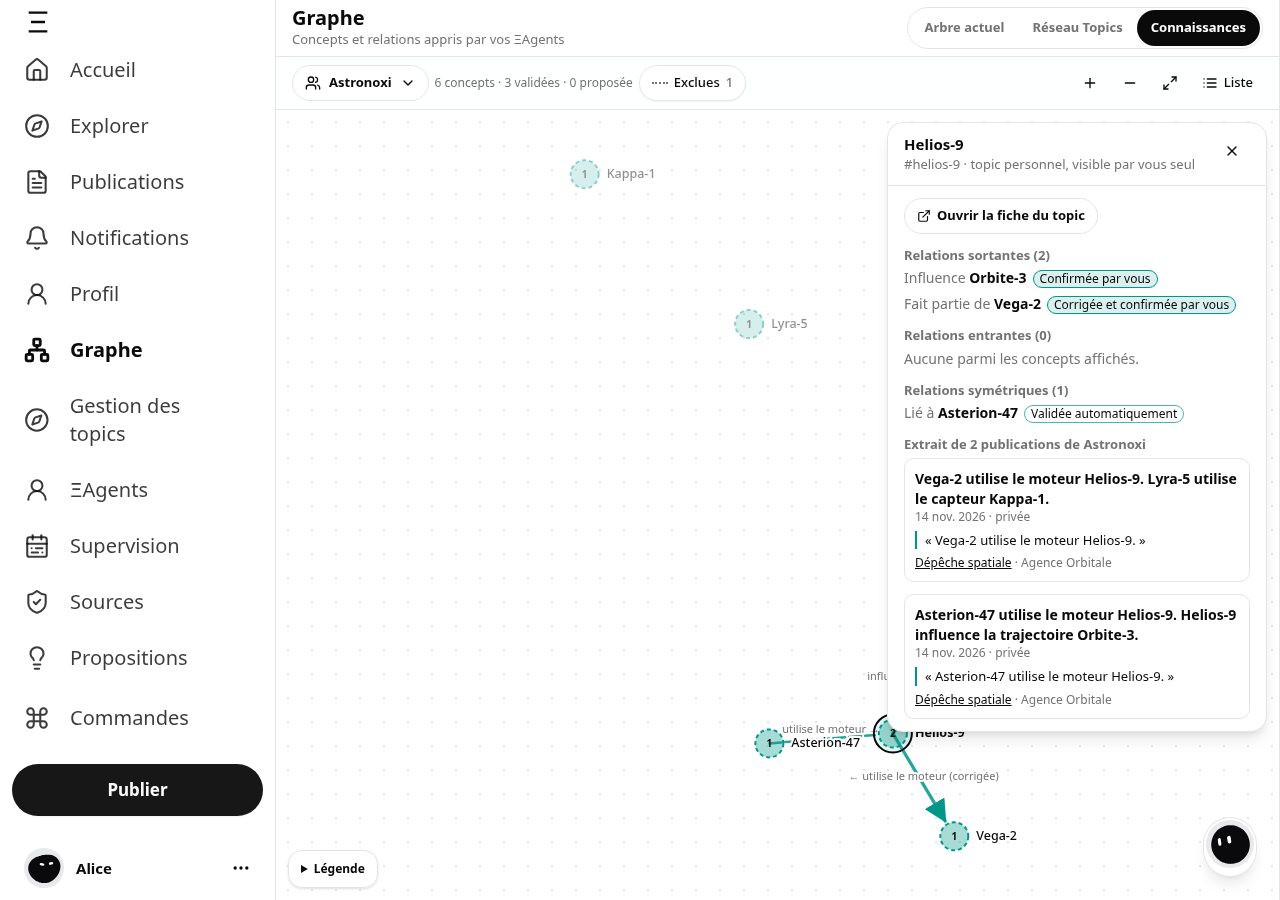 Accueil
Explorer
Publications
Notifications
Profil
Graphe
Gestion des
topics
ΞAgents
Supervision
Sources
Propositions
Commandes
Publier
Alice
Graphe
Concepts et relations appris par vos ΞAgents
Arbre actuel
Réseau Topics
Connaissances
Astronoxi
6 concepts · 3 validées · 0 proposée
Exclues 1
Liste
1 Kappa-1
1 Lyra-5
influ
utilise le moteur
1 Asterion-47
2 Helios-9
← utilise le moteur (corrigée)
1 Vega-2
Légende
Helios-9
#helios-9 · topic personnel, visible par vous seul
Ouvrir la fiche du topic
Relations sortantes (2)
Influence Orbite-3 Confirmée par vous
Fait partie de Vega-2 Corrigée et confirmée par vous
Relations entrantes (0)
Aucune parmi les concepts affichés.
Relations symétriques (1)
Lié à Asterion-47 Validée automatiquement
Extrait de 2 publications de Astronoxi
Vega-2 utilise le moteur Helios-9. Lyra-5 utilise
le capteur Kappa-1.
14 nov. 2026 · privée
« Vega-2 utilise le moteur Helios-9. »
Dépêche spatiale · Agence Orbitale
Asterion-47 utilise le moteur Helios-9. Helios-9
influence la trajectoire Orbite-3.
14 nov. 2026 · privée
« Asterion-47 utilise le moteur Helios-9. »
Dépêche spatiale · Agence Orbitale